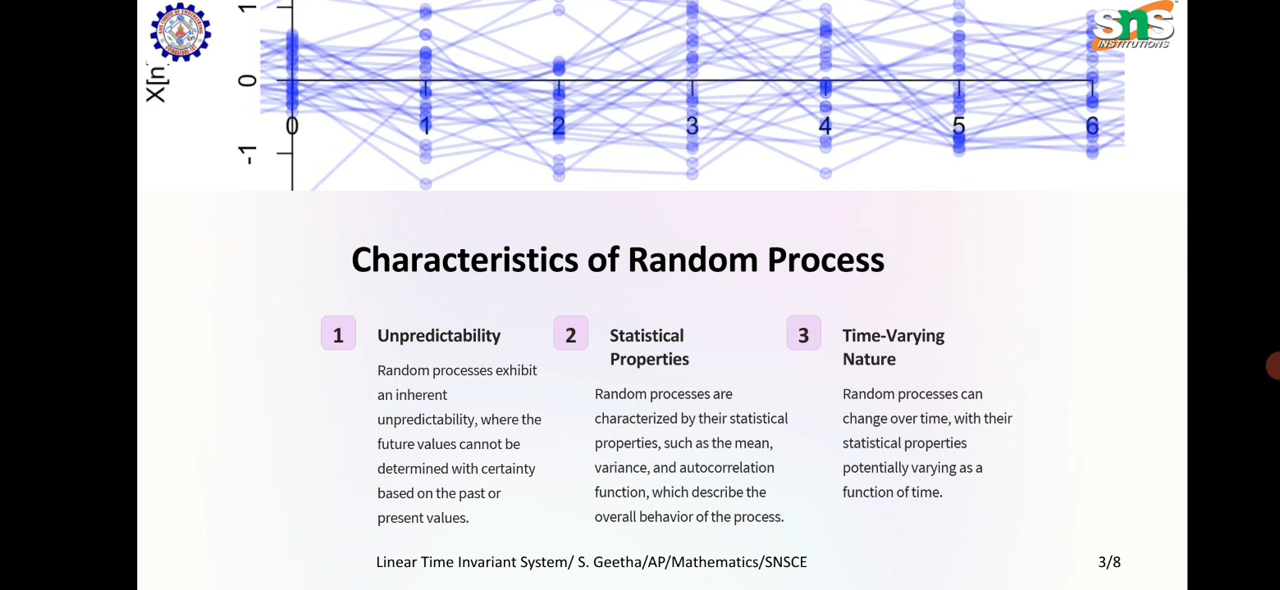 1
0
-1
X[n]
0 1 2 3 4 5 6
sns
INSTITUTIONS
Characteristics of Random Process
1
Unpredictability
Random processes exhibit
an inherent
unpredictability, where the
future values cannot be
determined with certainty
based on the past or
present values.
2
Statistical
Properties
Random processes are
characterized by their statistical
properties, such as the mean,
variance, and autocorrelation
function, which describe the
overall behavior of the process.
3
Time-Varying
Nature
Random processes can
change over time, with their
statistical properties
potentially varying as a
function of time.
Linear Time Invariant System/ S. Geetha/AP/Mathematics/SNSCE
3/8